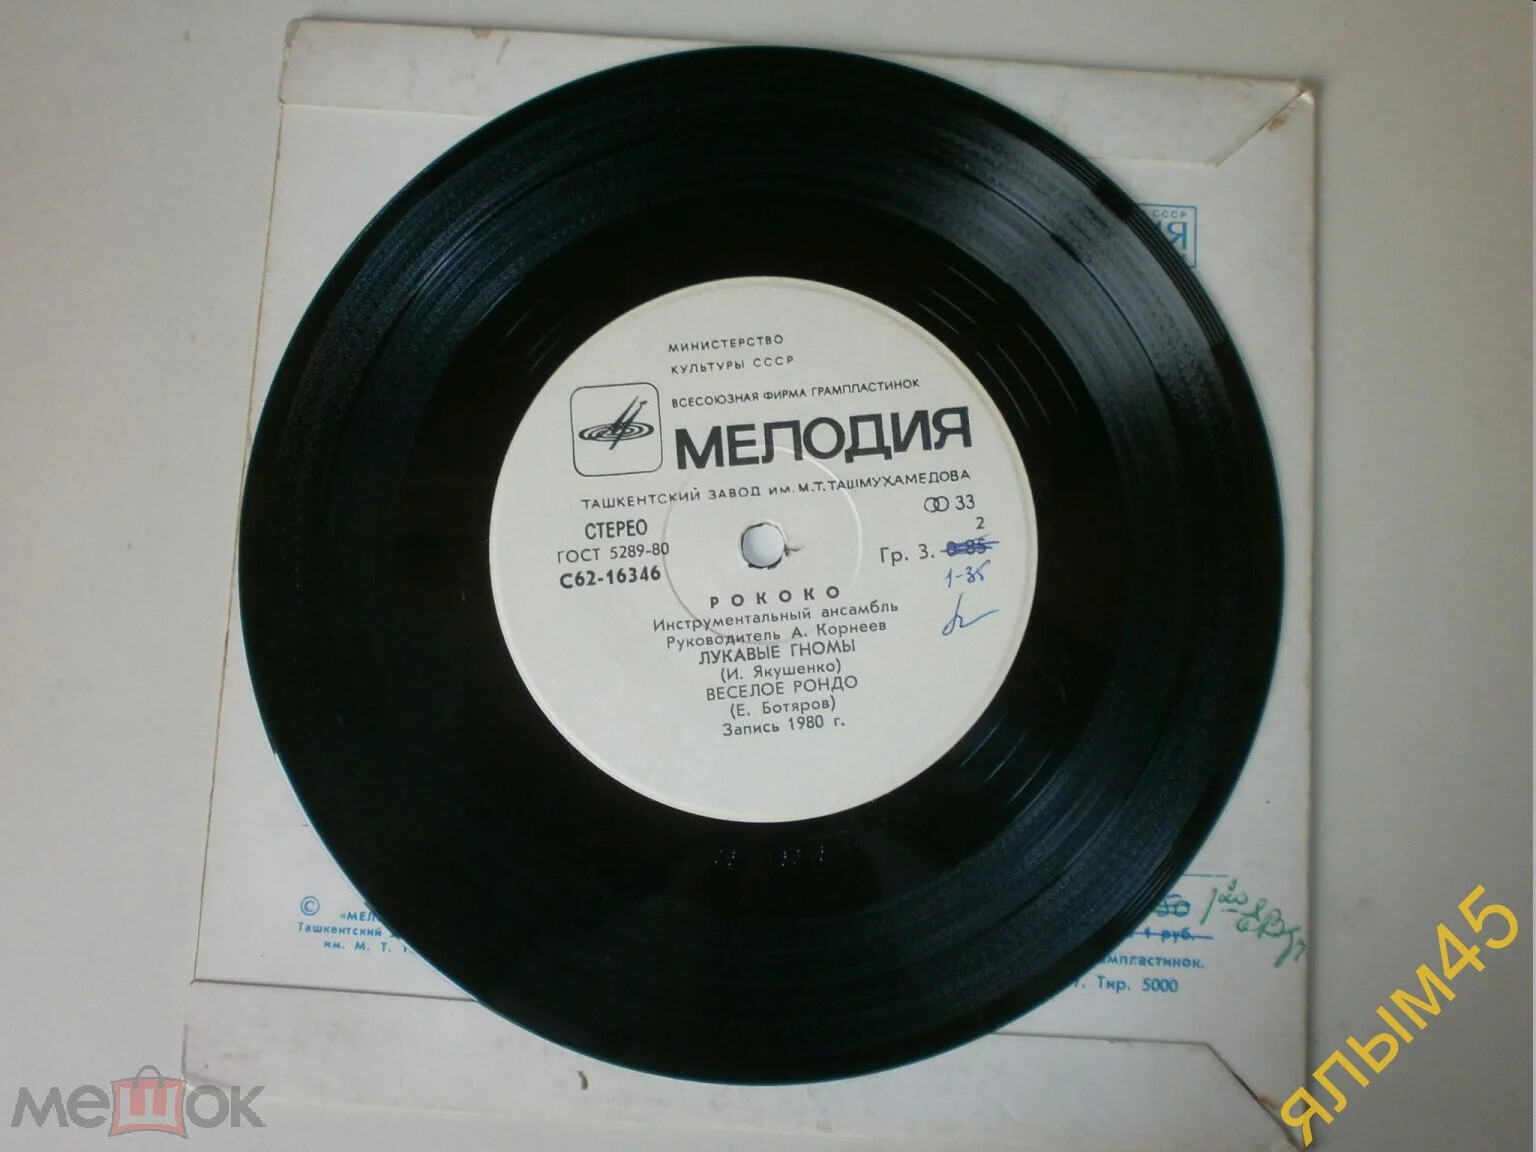 СССР
МИНИСТЕРСТВО
КУЛЬТУРЫ СССР
ВСЕСОЮЗНАЯ ФИРМА ГРАМПЛАСТИНОК
МЕЛОДИЯ
ТАШКЕНТСКИЙ ЗАВОД ИМ. М.Т. ТАШМУХАМЕДОВА
СТЕРЕО
33
ГОСТ 5289-80
2
С62-16346
Гр. 3. 0-85
1-35
РОКОКО
Инструментальный ансамбль
Руководитель А. Корнеев
ЛУКАВЫЕ ГНОМЫ
(И. Якушенко)
ВЕСЕЛОЕ РОНДО
(Е. Ботяров)
Запись 1980 г.
© «МЕЛ
Ташкентский
им. М. Т.
1 руб.
мпластинок.
Тир. 5000
мешок
ЯЛЫМ45